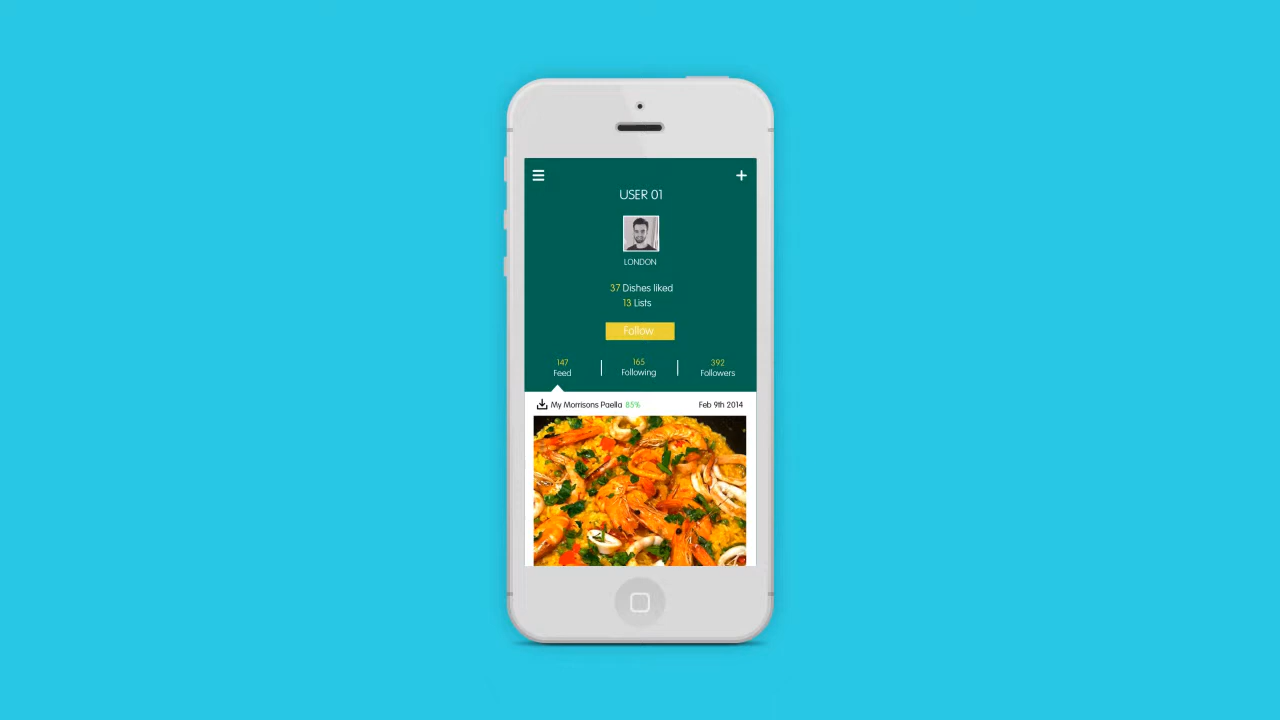 USER 01
LONDON
37 Dishes liked
13 Lists
Follow
147 165 392
Feed Following Followers
My Morrisons Paella 85% Feb 9th 2014